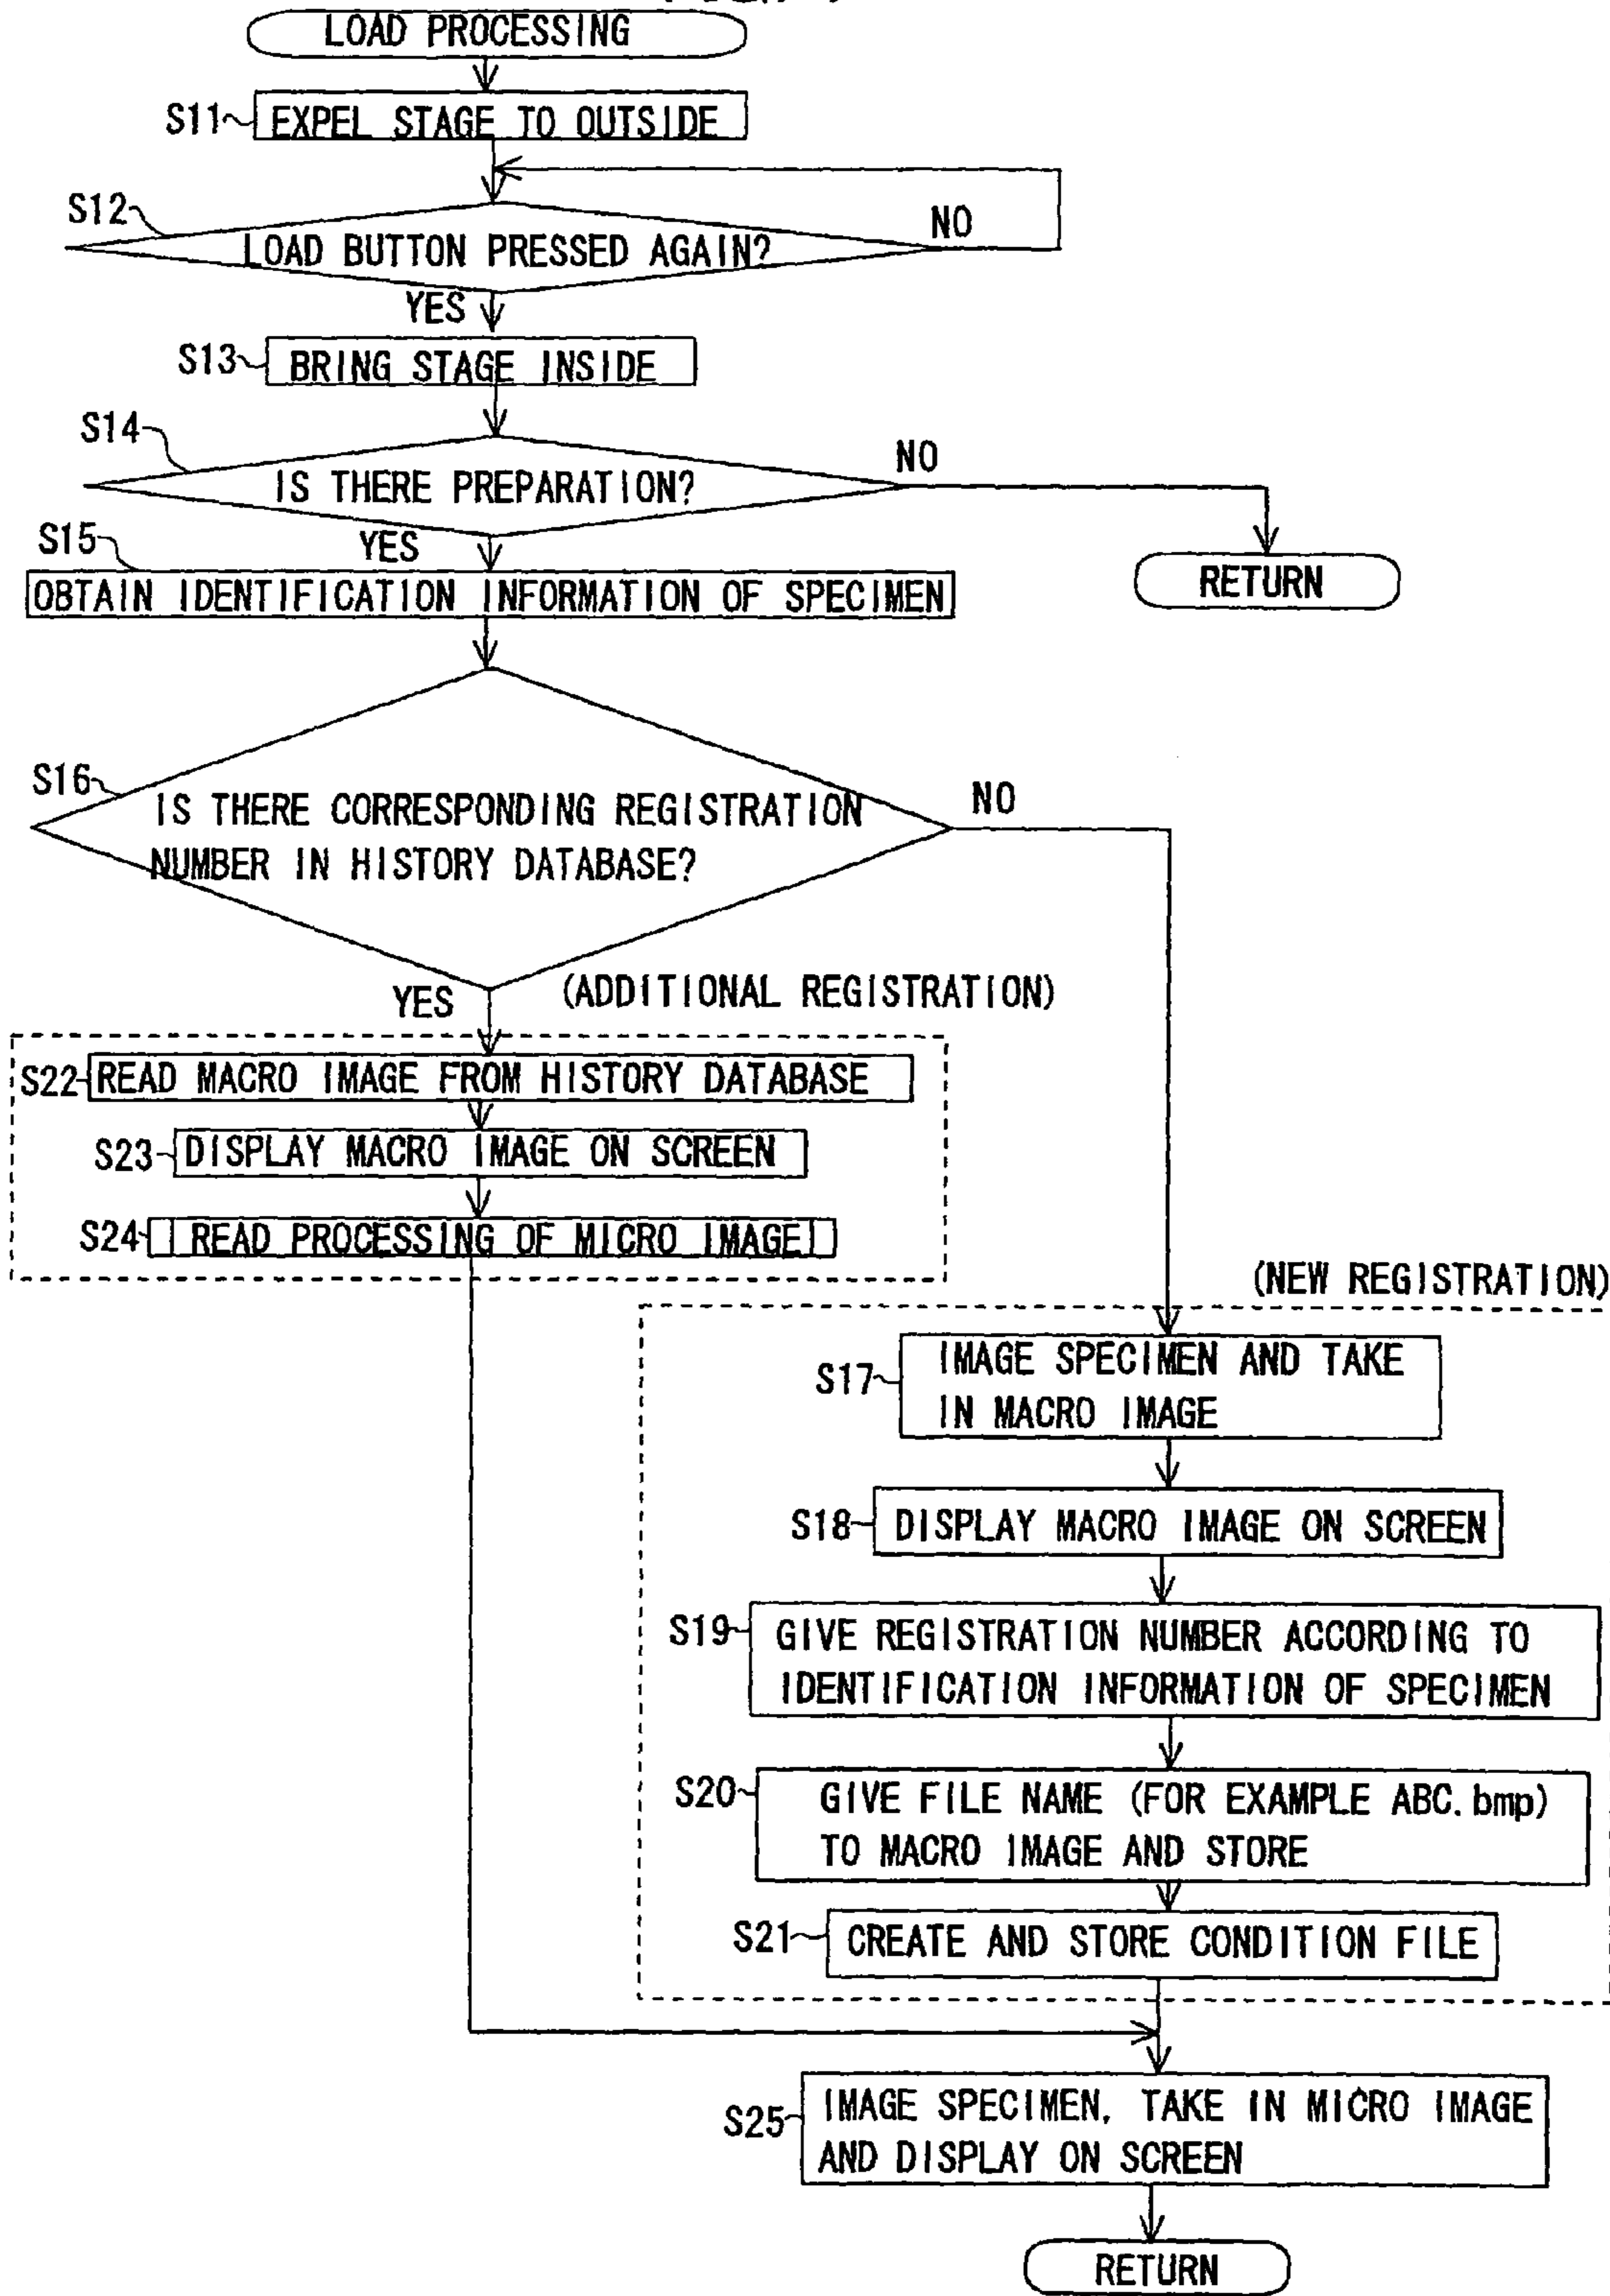 LOAD PROCESSING
S11
EXPEL STAGE TO OUTSIDE
S12
LOAD BUTTON PRESSED AGAIN?
NO
YES
S13
BRING STAGE INSIDE
S14
IS THERE PREPARATION?
NO
YES
RETURN
S15
OBTAIN IDENTIFICATION INFORMATION OF SPECIMEN
S16
IS THERE CORRESPONDING REGISTRATION
NUMBER IN HISTORY DATABASE?
NO
YES
(ADDITIONAL REGISTRATION)
S22
READ MACRO IMAGE FROM HISTORY DATABASE
S23
DISPLAY MACRO IMAGE ON SCREEN
S24
READ PROCESSING OF MICRO IMAGE
(NEW REGISTRATION)
S17
IMAGE SPECIMEN AND TAKE
IN MACRO IMAGE
S18
DISPLAY MACRO IMAGE ON SCREEN
S19
GIVE REGISTRATION NUMBER ACCORDING TO
IDENTIFICATION INFORMATION OF SPECIMEN
S20
GIVE FILE NAME (FOR EXAMPLE ABC.bmp)
TO MACRO IMAGE AND STORE
S21
CREATE AND STORE CONDITION FILE
S25
IMAGE SPECIMEN, TAKE IN MICRO IMAGE
AND DISPLAY ON SCREEN
RETURN